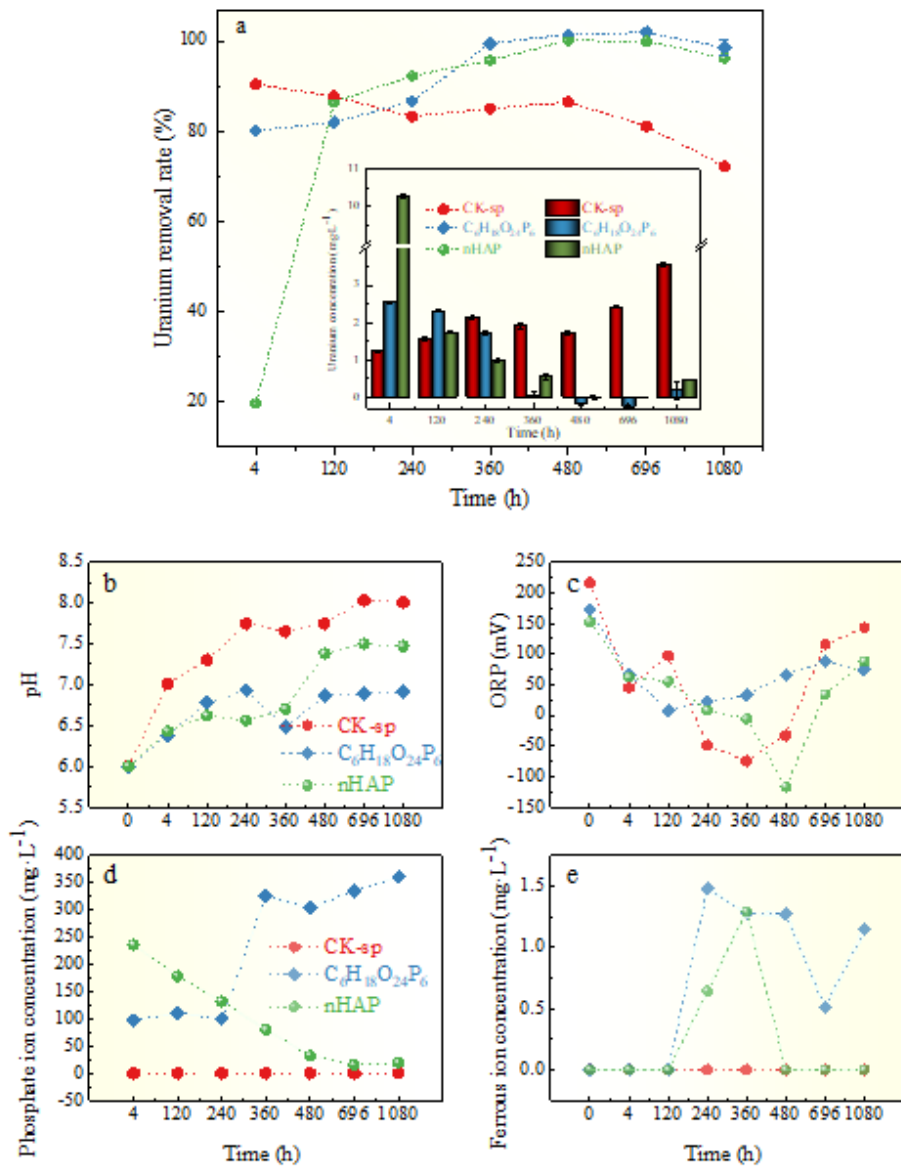 a
100
80
60
40
20
Uranium removal rate (%)
11
10
3
2
1
0
Uranium concentration (mg L⁻¹)
CK-sp CK-sp
C₆H₁₈O₂₄P₆ C₆H₁₈O₂₄P₆
nHAP nHAP
4 120 240 360 480 696 1080
Time (h)
4 120 240 360 480 696 1080
Time (h)
b
8.5
8.0
7.5
7.0
6.5
6.0
5.5
pH
CK-sp
C₆H₁₈O₂₄P₆
nHAP
0 4 120 240 360 480 696 1080
c
250
200
150
100
50
0
-50
-100
-150
ORP (mV)
0 4 120 240 360 480 696 1080
d
400
350
300
250
200
150
100
50
0
-50
Phosphate ion concentration (mg·L⁻¹)
CK-sp
C₆H₁₈O₂₄P₆
nHAP
4 120 240 360 480 696 1080
Time (h)
e
1.5
1.0
0.5
0.0
Ferrous ion concentration (mg·L⁻¹)
0 4 120 240 360 480 696 1080
Time (h)